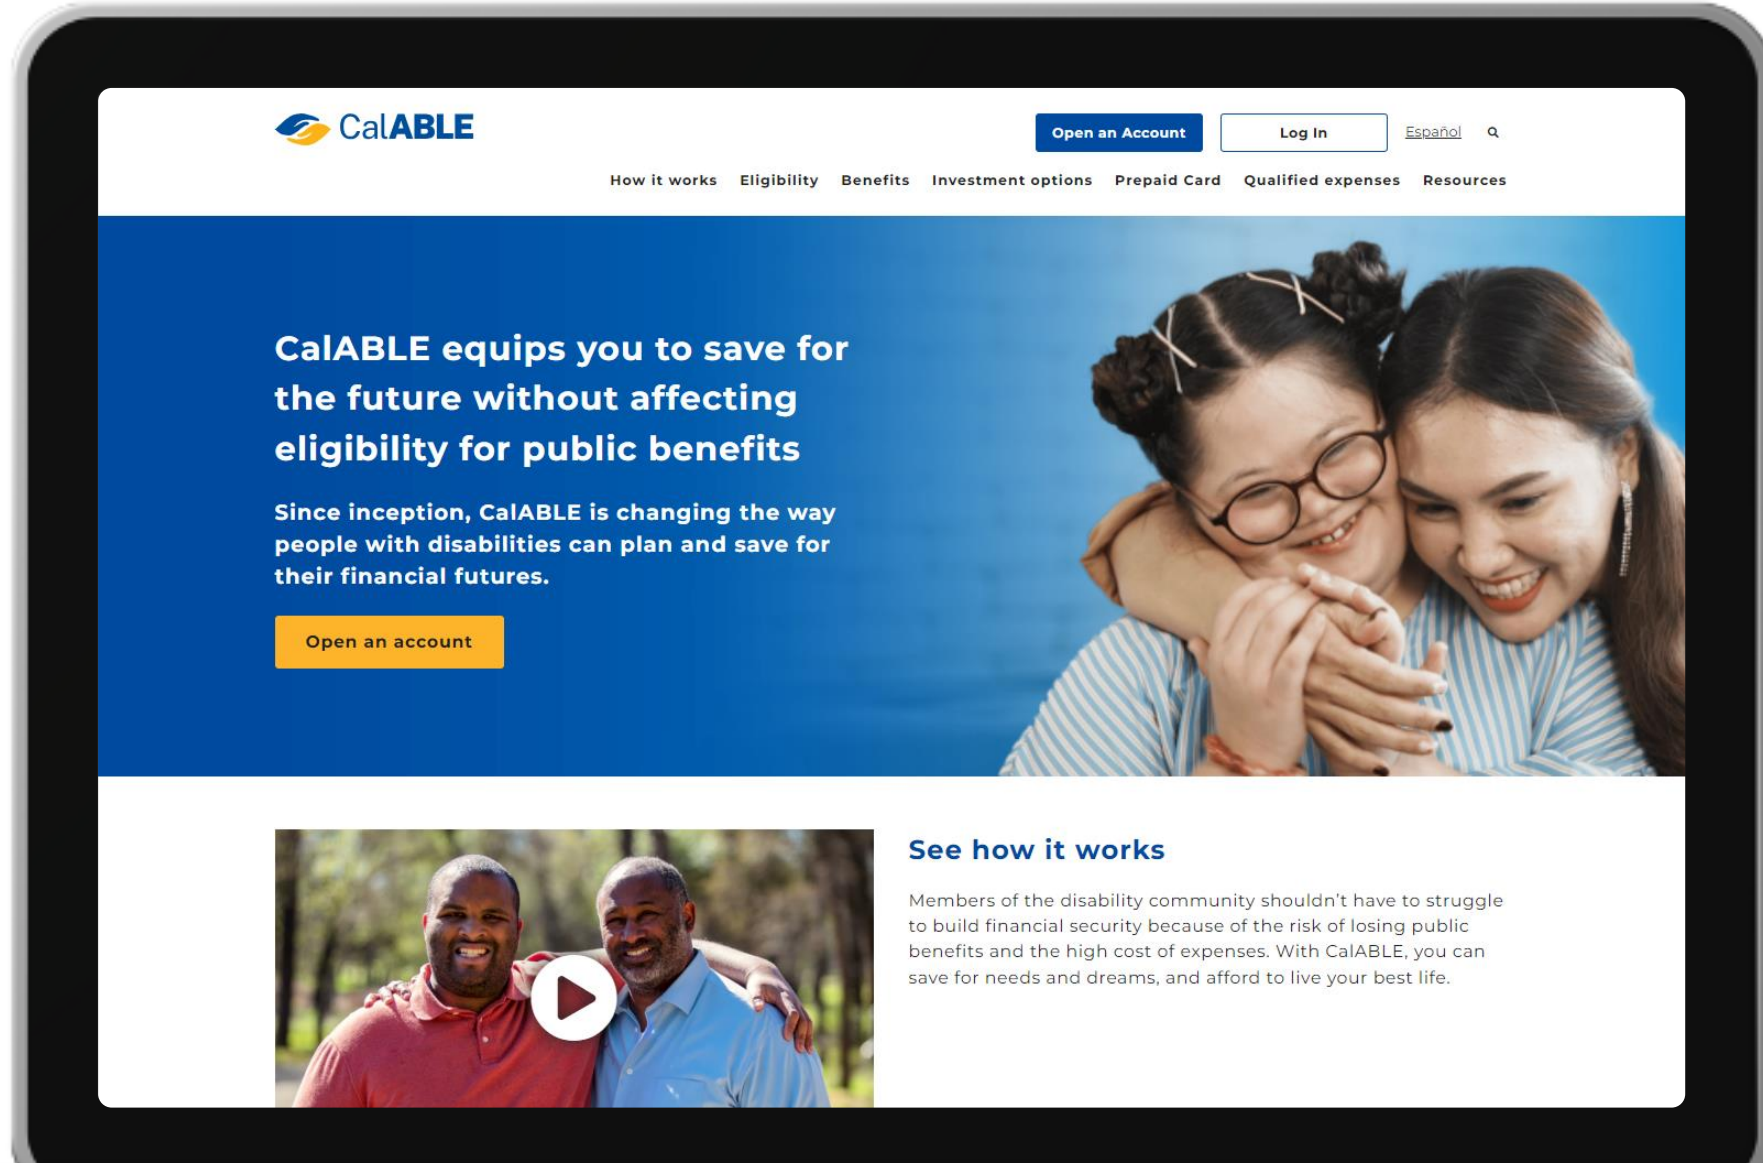 CalABLE
Open an Account
Log In
Español
How it works
Eligibility
Benefits
Investment options
Prepaid Card
Qualified expenses
Resources
CalABLE equips you to save for
the future without affecting
eligibility for public benefits
Since inception, CalABLE is changing the way
people with disabilities can plan and save for
their financial futures.
Open an account
See how it works
Members of the disability community shouldn't have to struggle
to build financial security because of the risk of losing public
benefits and the high cost of expenses. With CalABLE, you can
save for needs and dreams, and afford to live your best life.